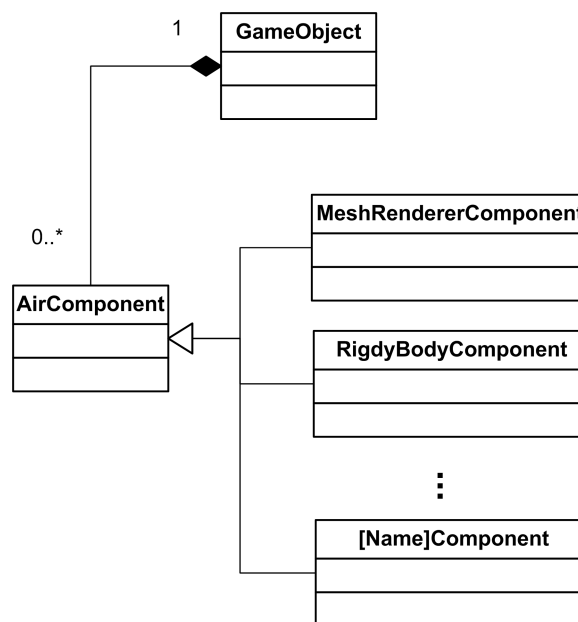 1
GameObject
MeshRendererComponent
0..*
AirComponent
RigdyBodyComponent
[Name]Component